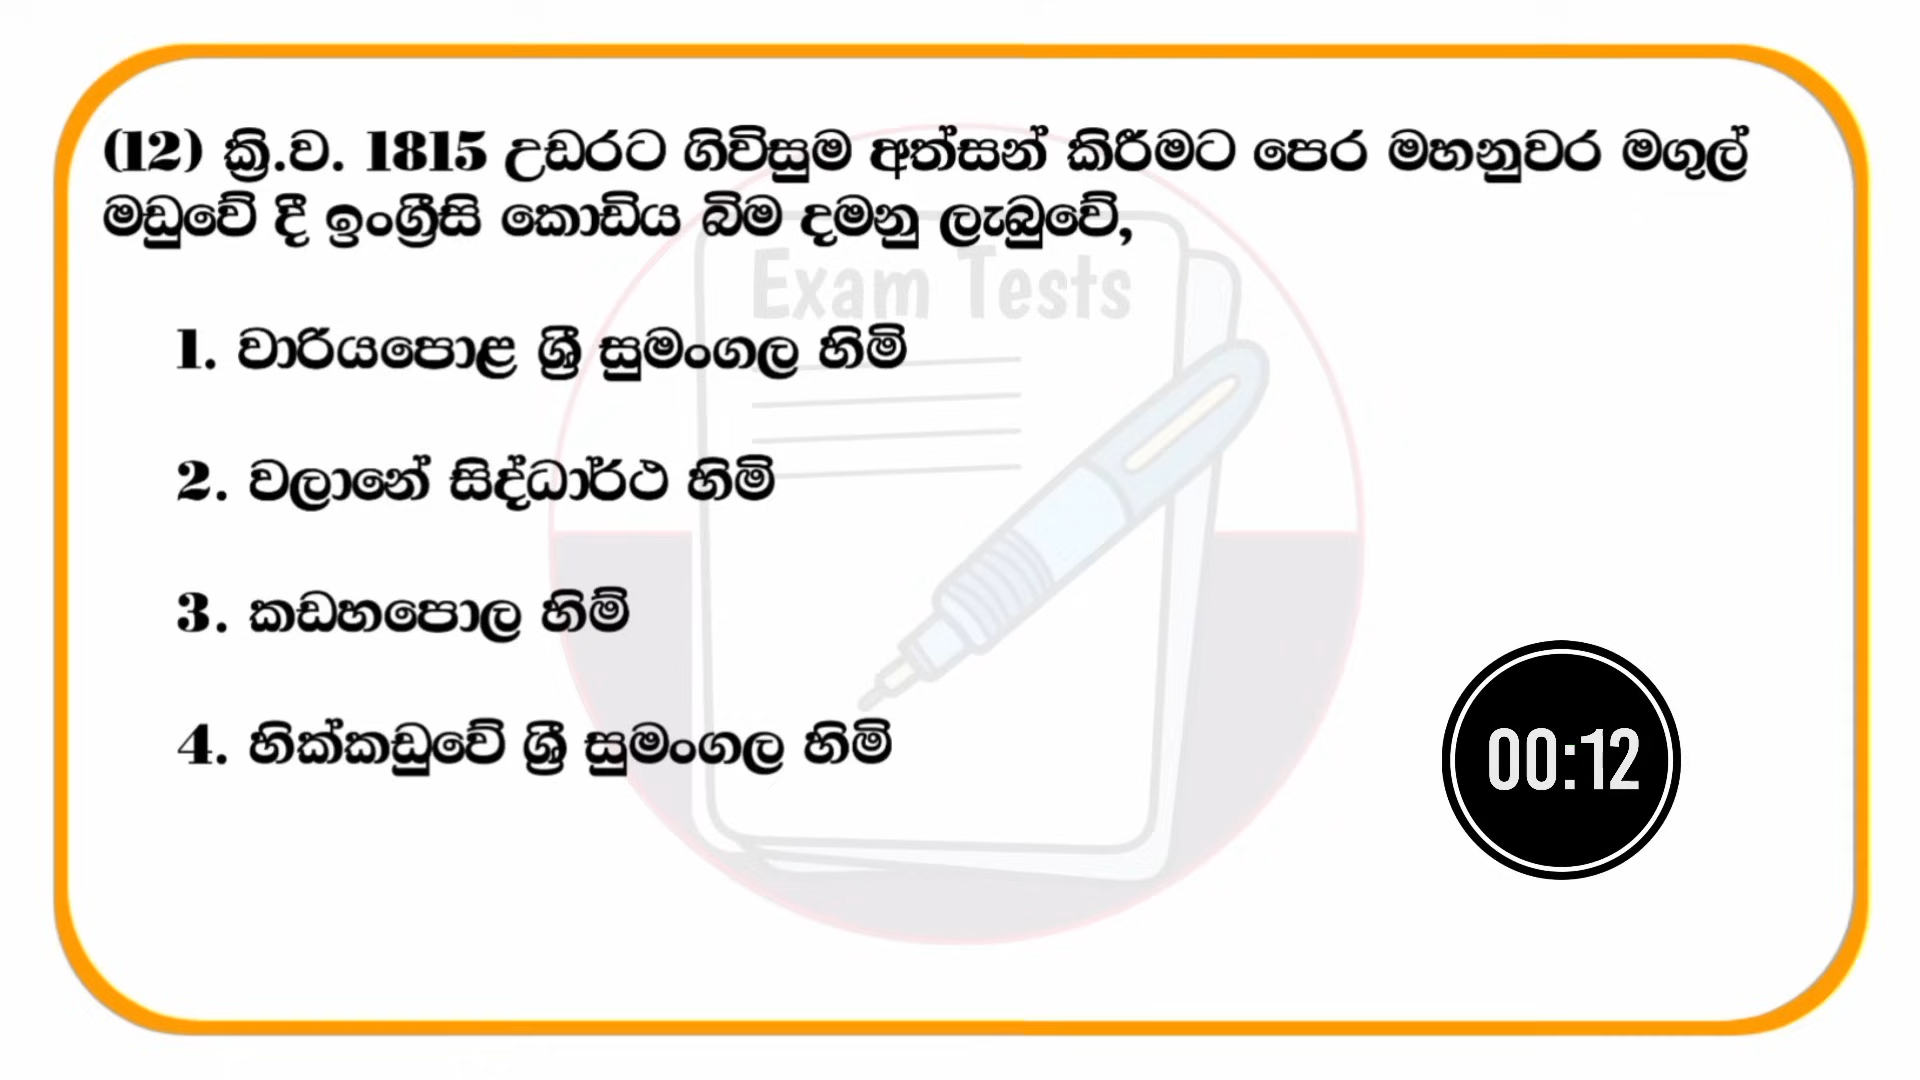 (12) ක්‍රි.ව. 1815 උඩරට ගිවිසුම අත්සන් කිරීමට පෙර මහනුවර මගුල්
මඩුවේ දී ඉංග්‍රීසි කොඩිය බිම දමනු ලැබුවේ,
Exam Tests
1. වාරියපොළ ශ්‍රී සුමංගල හිමි
2. වලානේ සිද්ධාර්ථ හිමි
3. කඩහපොල හිමි
4. හික්කඩුවේ ශ්‍රී සුමංගල හිමි
00:12